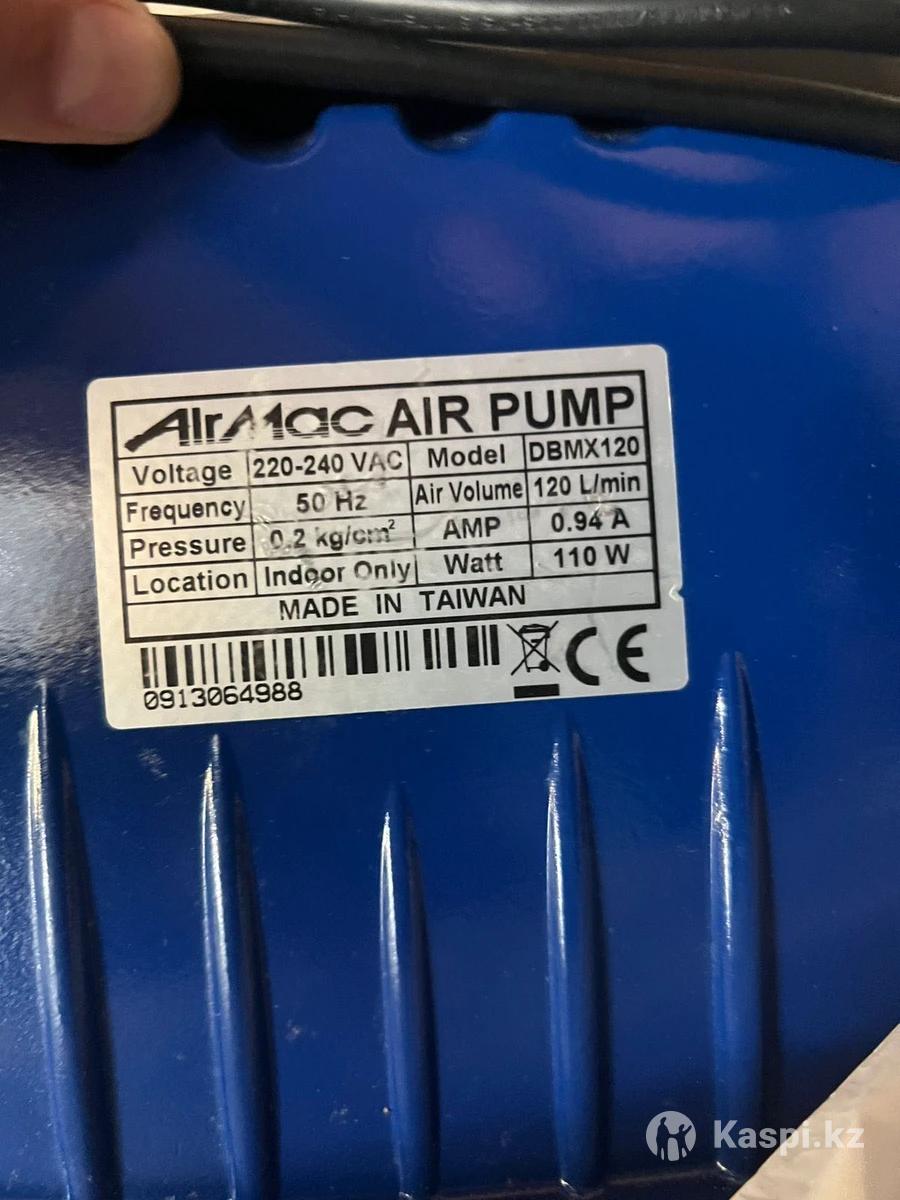 AirMac AIR PUMP
Voltage 220-240 VAC Model DBMX120
Frequency 50 Hz Air Volume 120 L/min
Pressure 0.2 kg/cm² AMP 0.94 A
Location Indoor Only Watt 110 W
MADE IN TAIWAN
CE
0913064988
Kaspi.kz